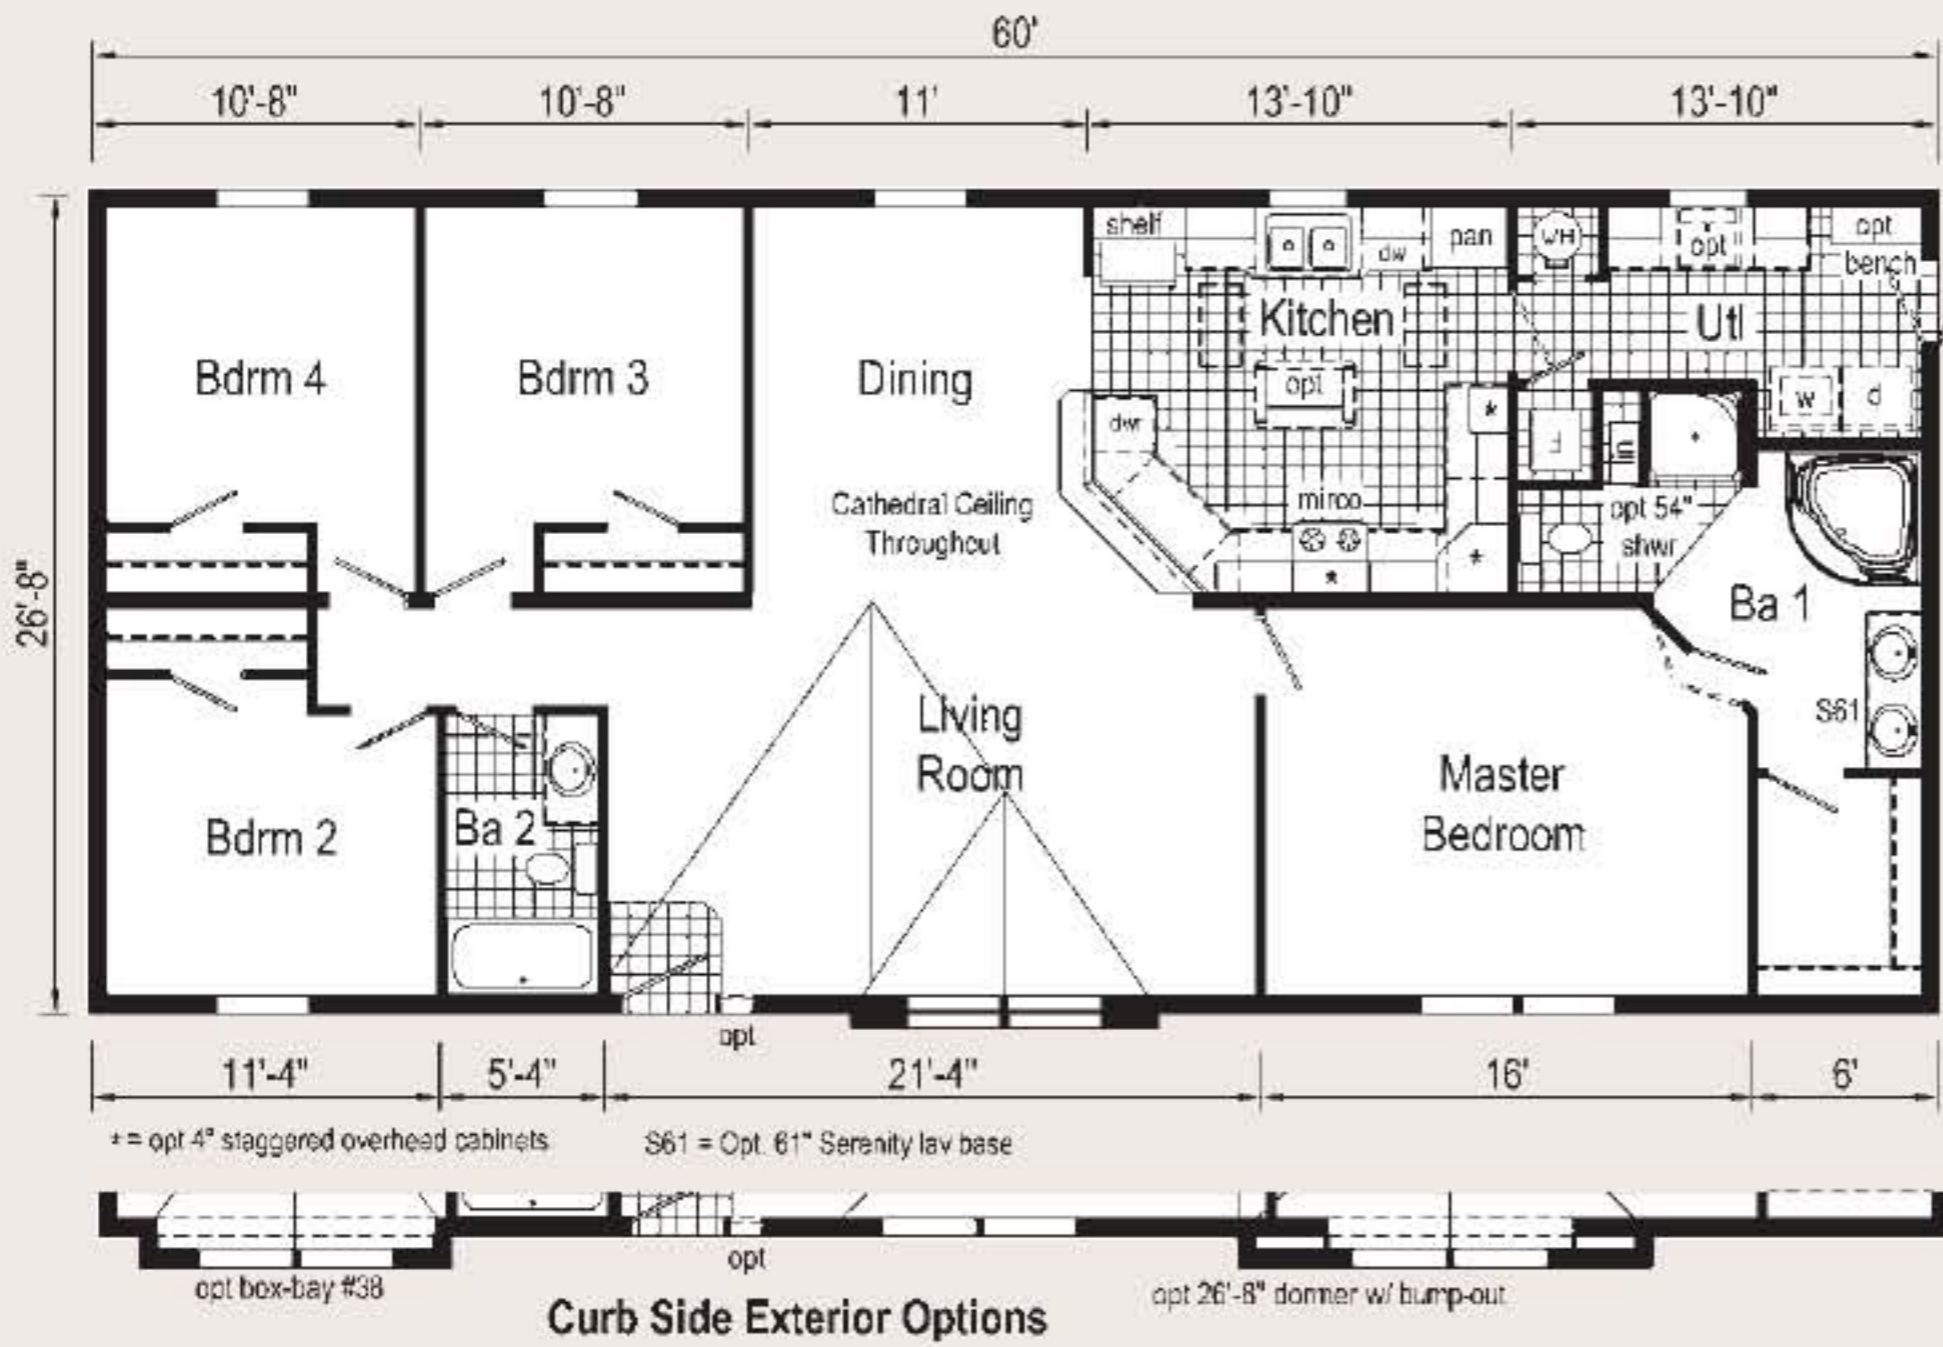 60'
10'-8"
10'-8"
11'
13'-10"
13'-10"
26'-8"
shelf
dw
pan
WH
opt
opt
bench
Kitchen
Utl
Bdrm 4
Bdrm 3
Dining
opt
*
w
d
dwr
lin
Cathedral Ceiling
Throughout
mirco
opt 54"
shwr
*
*
Ba 1
Living
Room
S61
Master
Bedroom
Bdrm 2
Ba 2
opt
11'-4"
5'-4"
21'-4"
16'
6'
* = opt 4" staggered overhead cabinets
S61 = Opt. 61" Serenity lav base
opt
opt box-bay #38
opt 26'-8" dormer w/ bump-out
Curb Side Exterior Options